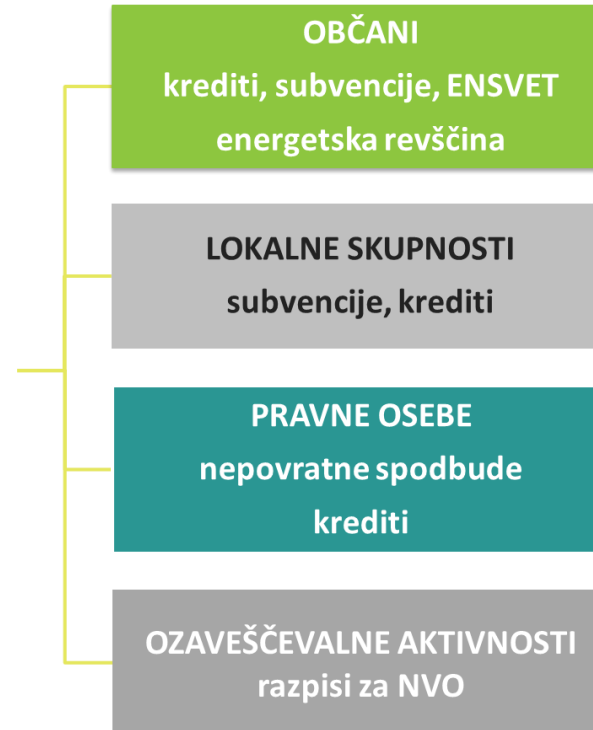 OBČANI
krediti, subvencije, ENSVET
energetska revščina
LOKALNE SKUPNOSTI
subvencije, krediti
PRAVNE OSEBE
nepovratne spodbude
krediti
OZAVEŠČEVALNE AKTIVNOSTI
razpisi za NVO